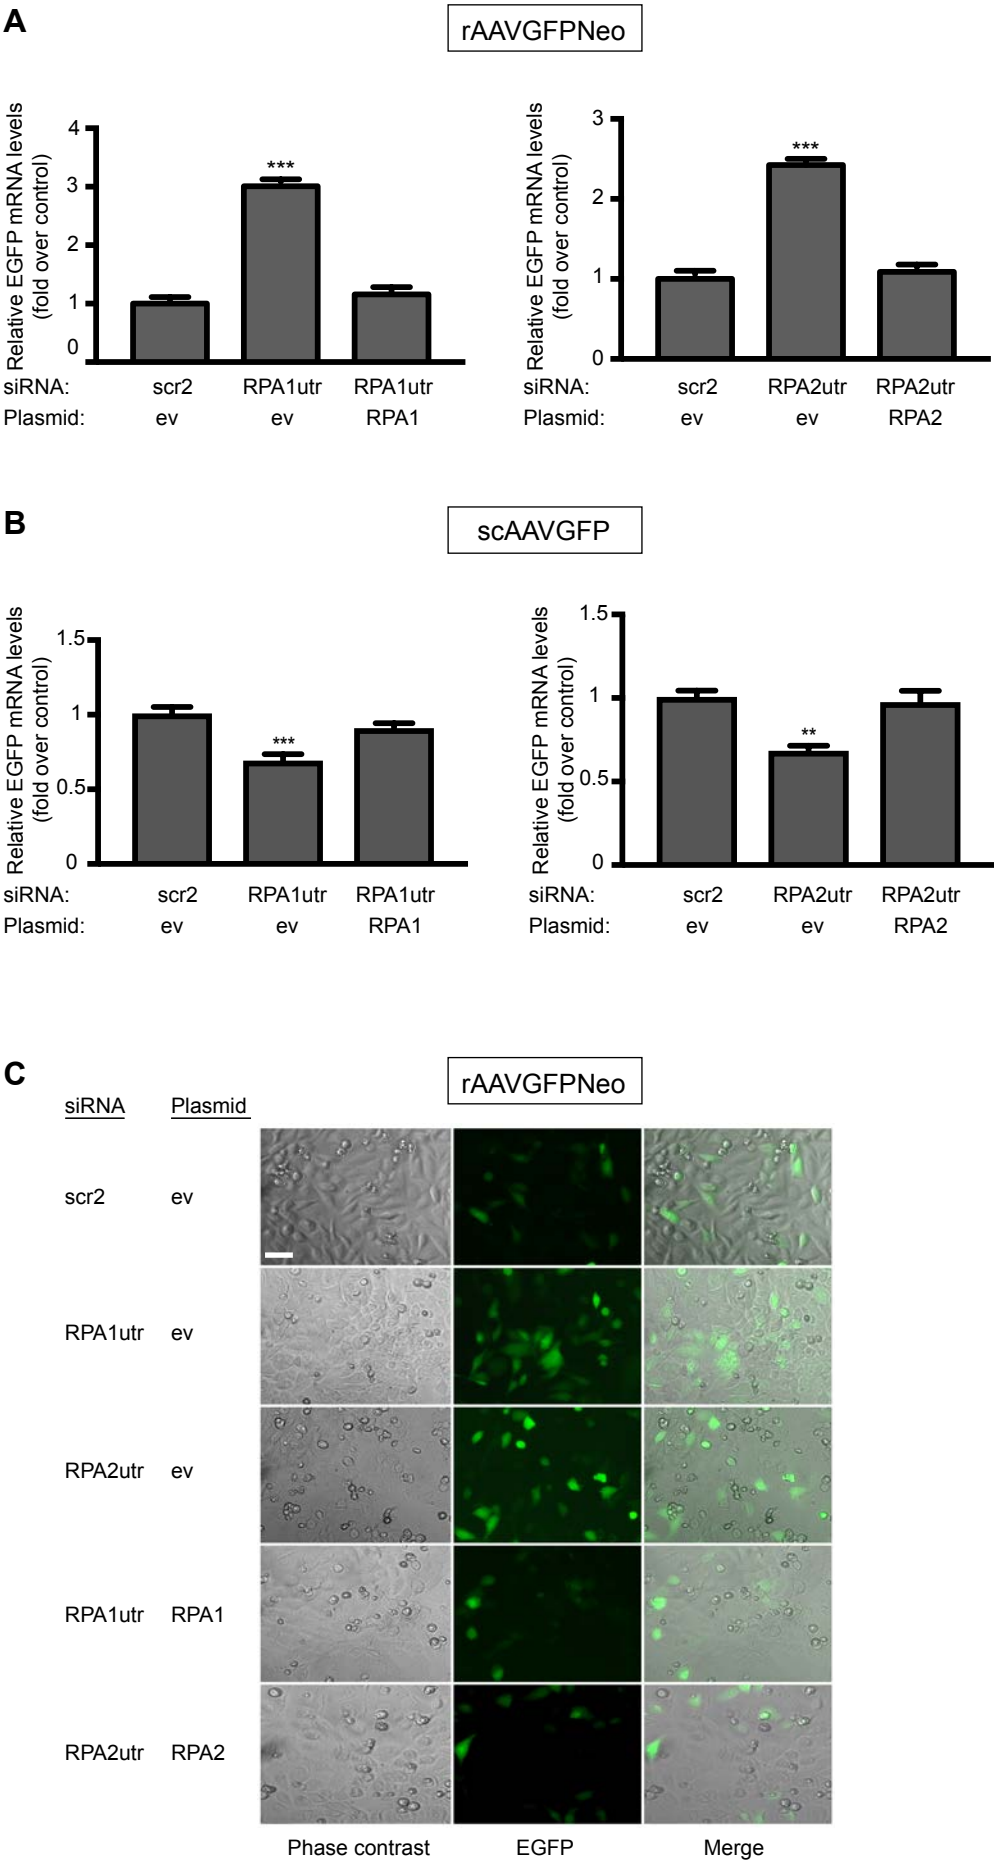 A
rAAVGFPNeo
Relative EGFP mRNA levels
(fold over control)
4
3
2
1
0
***
siRNA: scr2 RPA1utr RPA1utr
Plasmid: ev ev RPA1
Relative EGFP mRNA levels
(fold over control)
3
2
1
0
***
siRNA: scr2 RPA2utr RPA2utr
Plasmid: ev ev RPA2
B
scAAVGFP
Relative EGFP mRNA levels
(fold over control)
1.5
1
0.5
0
***
siRNA: scr2 RPA1utr RPA1utr
Plasmid: ev ev RPA1
Relative EGFP mRNA levels
(fold over control)
1.5
1
0.5
0
**
siRNA: scr2 RPA2utr RPA2utr
Plasmid: ev ev RPA2
C
rAAVGFPNeo
siRNA Plasmid
scr2 ev
RPA1utr ev
RPA2utr ev
RPA1utr RPA1
RPA2utr RPA2
Phase contrast EGFP Merge